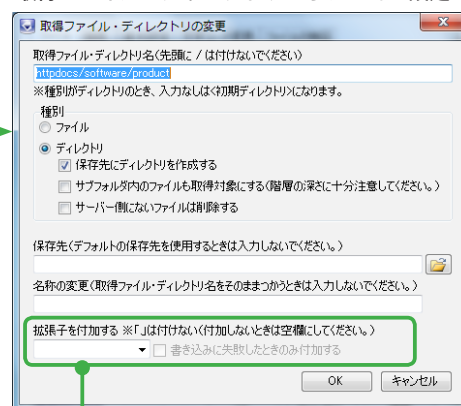 取得ファイル・ディレクトリの変更
取得ファイル・ディレクトリ名(先頭に / は付けないでください)
httpdocs/software/product
※種別がディレクトリのとき、入力なしは<初期ディレクトリ>になります。
種別
ファイル
ディレクトリ
保存先にディレクトリを作成する
サブフォルダ内のファイルも取得対象にする(階層の深さに十分注意してください。)
サーバー側にないファイルは削除する
保存先(デフォルトの保存先を使用するときは入力しないでください。)
名称の変更(取得ファイル・ディレクトリ名をそのままつかうときは入力しないでください。)
拡張子を付加する ※「.」は付けない(付加しないときは空欄にしてください。)
書き込みに失敗したときのみ付加する
OK キャンセル